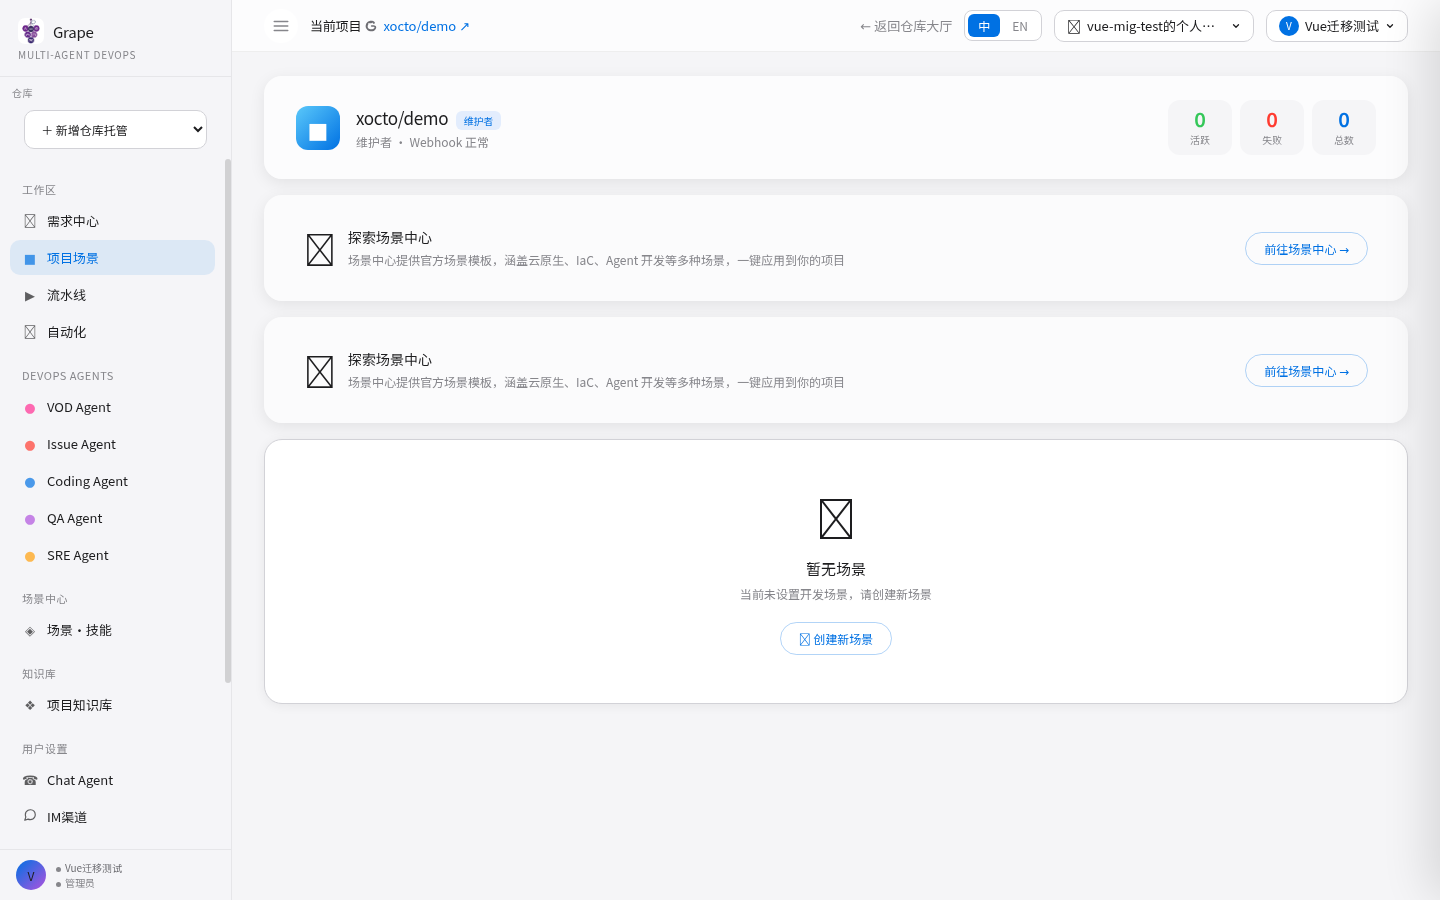 Grape
MULTI-AGENT DEVOPS
仓库
＋ 新增仓库托管
工作区
需求中心
项目场景
流水线
自动化
DEVOPS AGENTS
VOD Agent
Issue Agent
Coding Agent
QA Agent
SRE Agent
场景中心
场景・技能
知识库
项目知识库
用户设置
Chat Agent
IM渠道
V
Vue迁移测试
管理员
当前项目 G xocto/demo ↗
← 返回仓库大厅
中 EN
vue-mig-test的个人…
V Vue迁移测试
xocto/demo 维护者
维护者 · Webhook 正常
0 活跃
0 失败
0 总数
探索场景中心
场景中心提供官方场景模板，涵盖云原生、IaC、Agent 开发等多种场景，一键应用到你的项目
前往场景中心 →
探索场景中心
场景中心提供官方场景模板，涵盖云原生、IaC、Agent 开发等多种场景，一键应用到你的项目
前往场景中心 →
暂无场景
当前未设置开发场景，请创建新场景
创建新场景